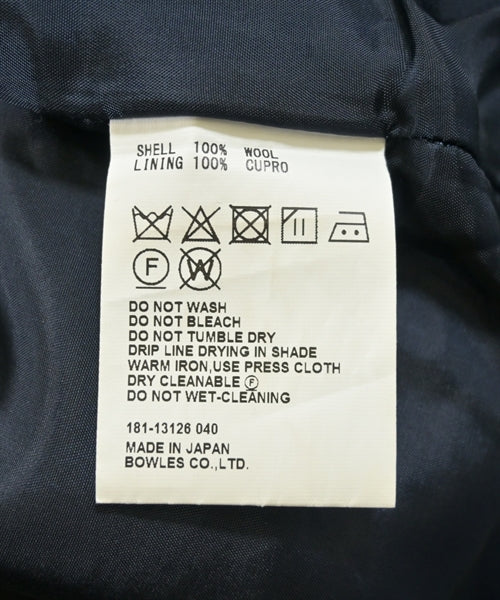 SHELL 100% WOOL
LINING 100% CUPRO
F W
DO NOT WASH
DO NOT BLEACH
DO NOT TUMBLE DRY
DRIP LINE DRYING IN SHADE
WARM IRON,USE PRESS CLOTH
DRY CLEANABLE Ⓕ
DO NOT WET-CLEANING
181-13126 040
MADE IN JAPAN
BOWLES CO.,LTD.